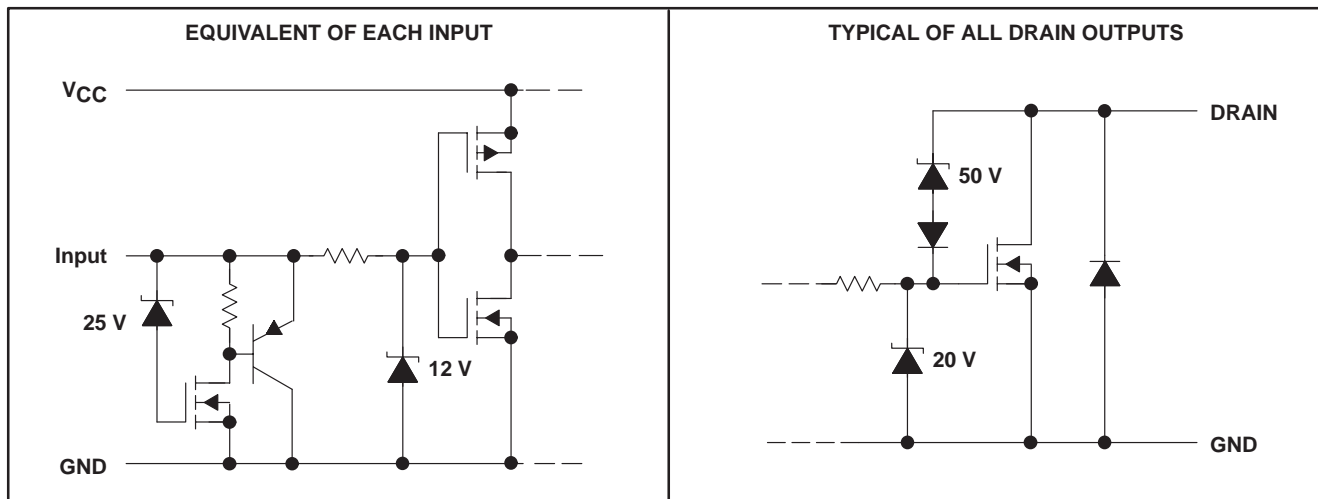 EQUIVALENT OF EACH INPUT
VCC
Input
25 V
12 V
GND
TYPICAL OF ALL DRAIN OUTPUTS
DRAIN
50 V
20 V
GND